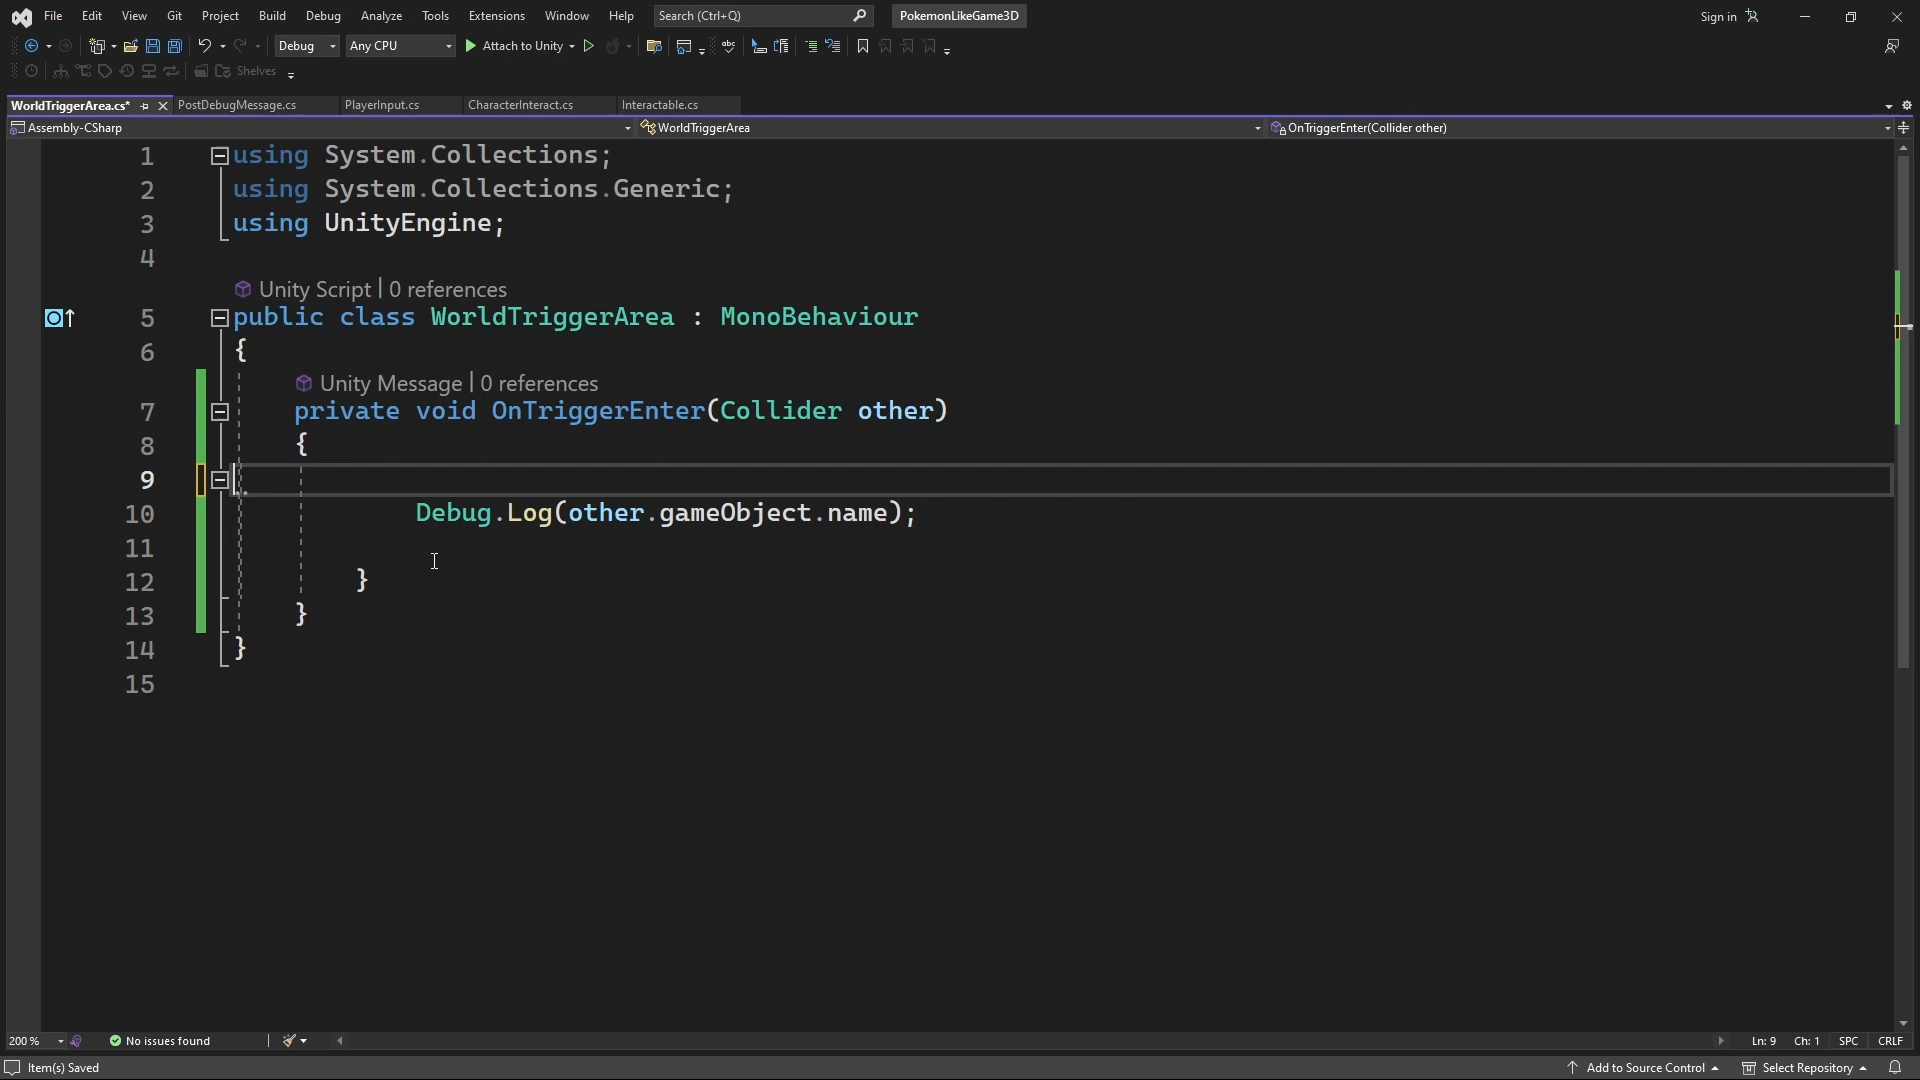 File Edit View Git Project Build Debug Analyze Tools Extensions Window Help Search (Ctrl+Q) PokemonLikeGame3D Sign in
Debug Any CPU Attach to Unity
Shelves
WorldTriggerArea.cs* PostDebugMessage.cs PlayerInput.cs CharacterInteract.cs Interactable.cs
Assembly-CSharp WorldTriggerArea OnTriggerEnter(Collider other)
1 using System.Collections;
2 using System.Collections.Generic;
3 using UnityEngine;
4
Unity Script | 0 references
5 public class WorldTriggerArea : MonoBehaviour
6 {
Unity Message | 0 references
7 private void OnTriggerEnter(Collider other)
8 {
9
10 Debug.Log(other.gameObject.name);
11
12 }
13 }
14 }
15
200 % No issues found Ln: 9 Ch: 1 SPC CRLF
Item(s) Saved Add to Source Control Select Repository